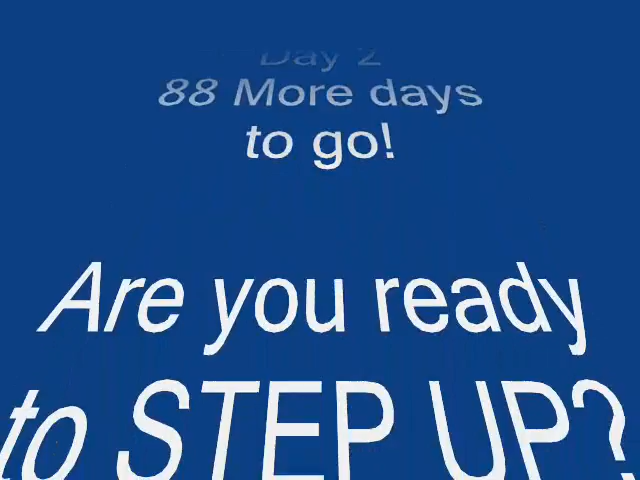 Day 2
88 More days
to go!
Are you ready
to STEP UP?